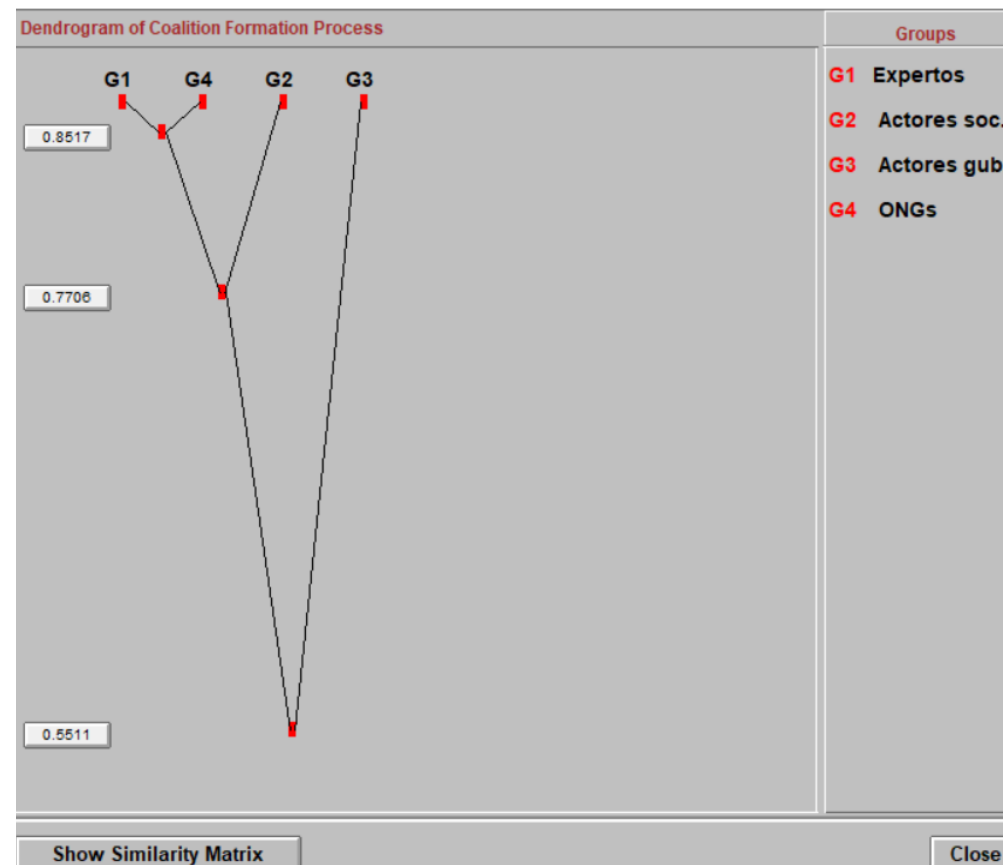 Dendrogram of Coalition Formation Process
Groups
G1 G4 G2 G3
G1 Expertos
G2 Actores soc.
G3 Actores gub
G4 ONGs
0.8517
0.7706
0.5511
Show Similarity Matrix
Close